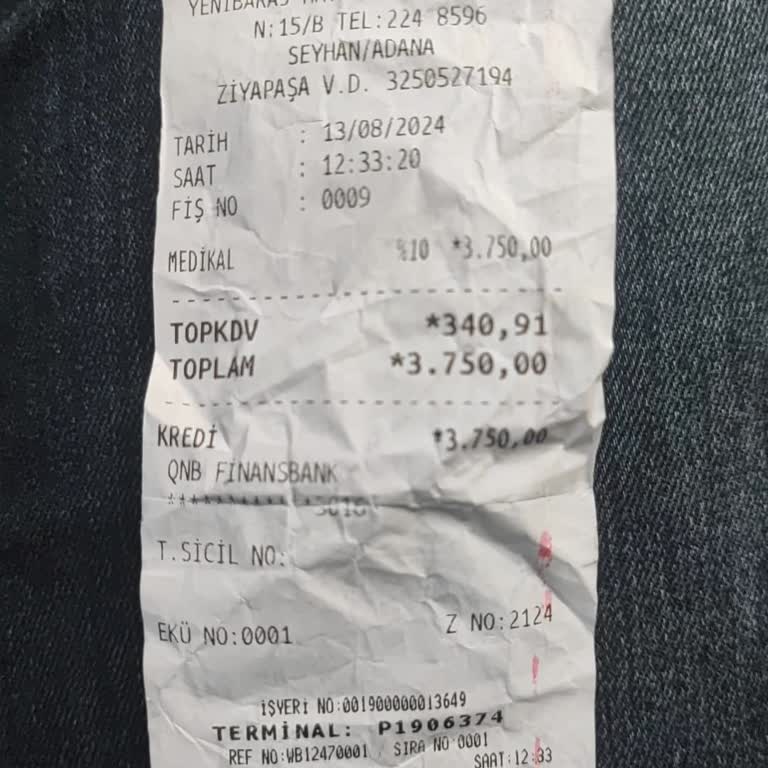 YENİBARAJ
N:15/B TEL:224 8596
SEYHAN/ADANA
ZİYAPAŞA V.D. 3250527194
TARİH : 13/08/2024
SAAT : 12:33:20
FİŞ NO : 0009
MEDİKAL %10 *3.750,00
TOPKDV *340,91
TOPLAM *3.750,00
KREDİ *3.750,00
QNB FİNANSBANK
T.SİCİL NO:
EKÜ NO:0001 Z NO:2124
İŞYERİ NO:001900000013649
TERMİNAL: P1906374
REF NO:WB12470001 SIRA NO 0001
SAAT:12:33